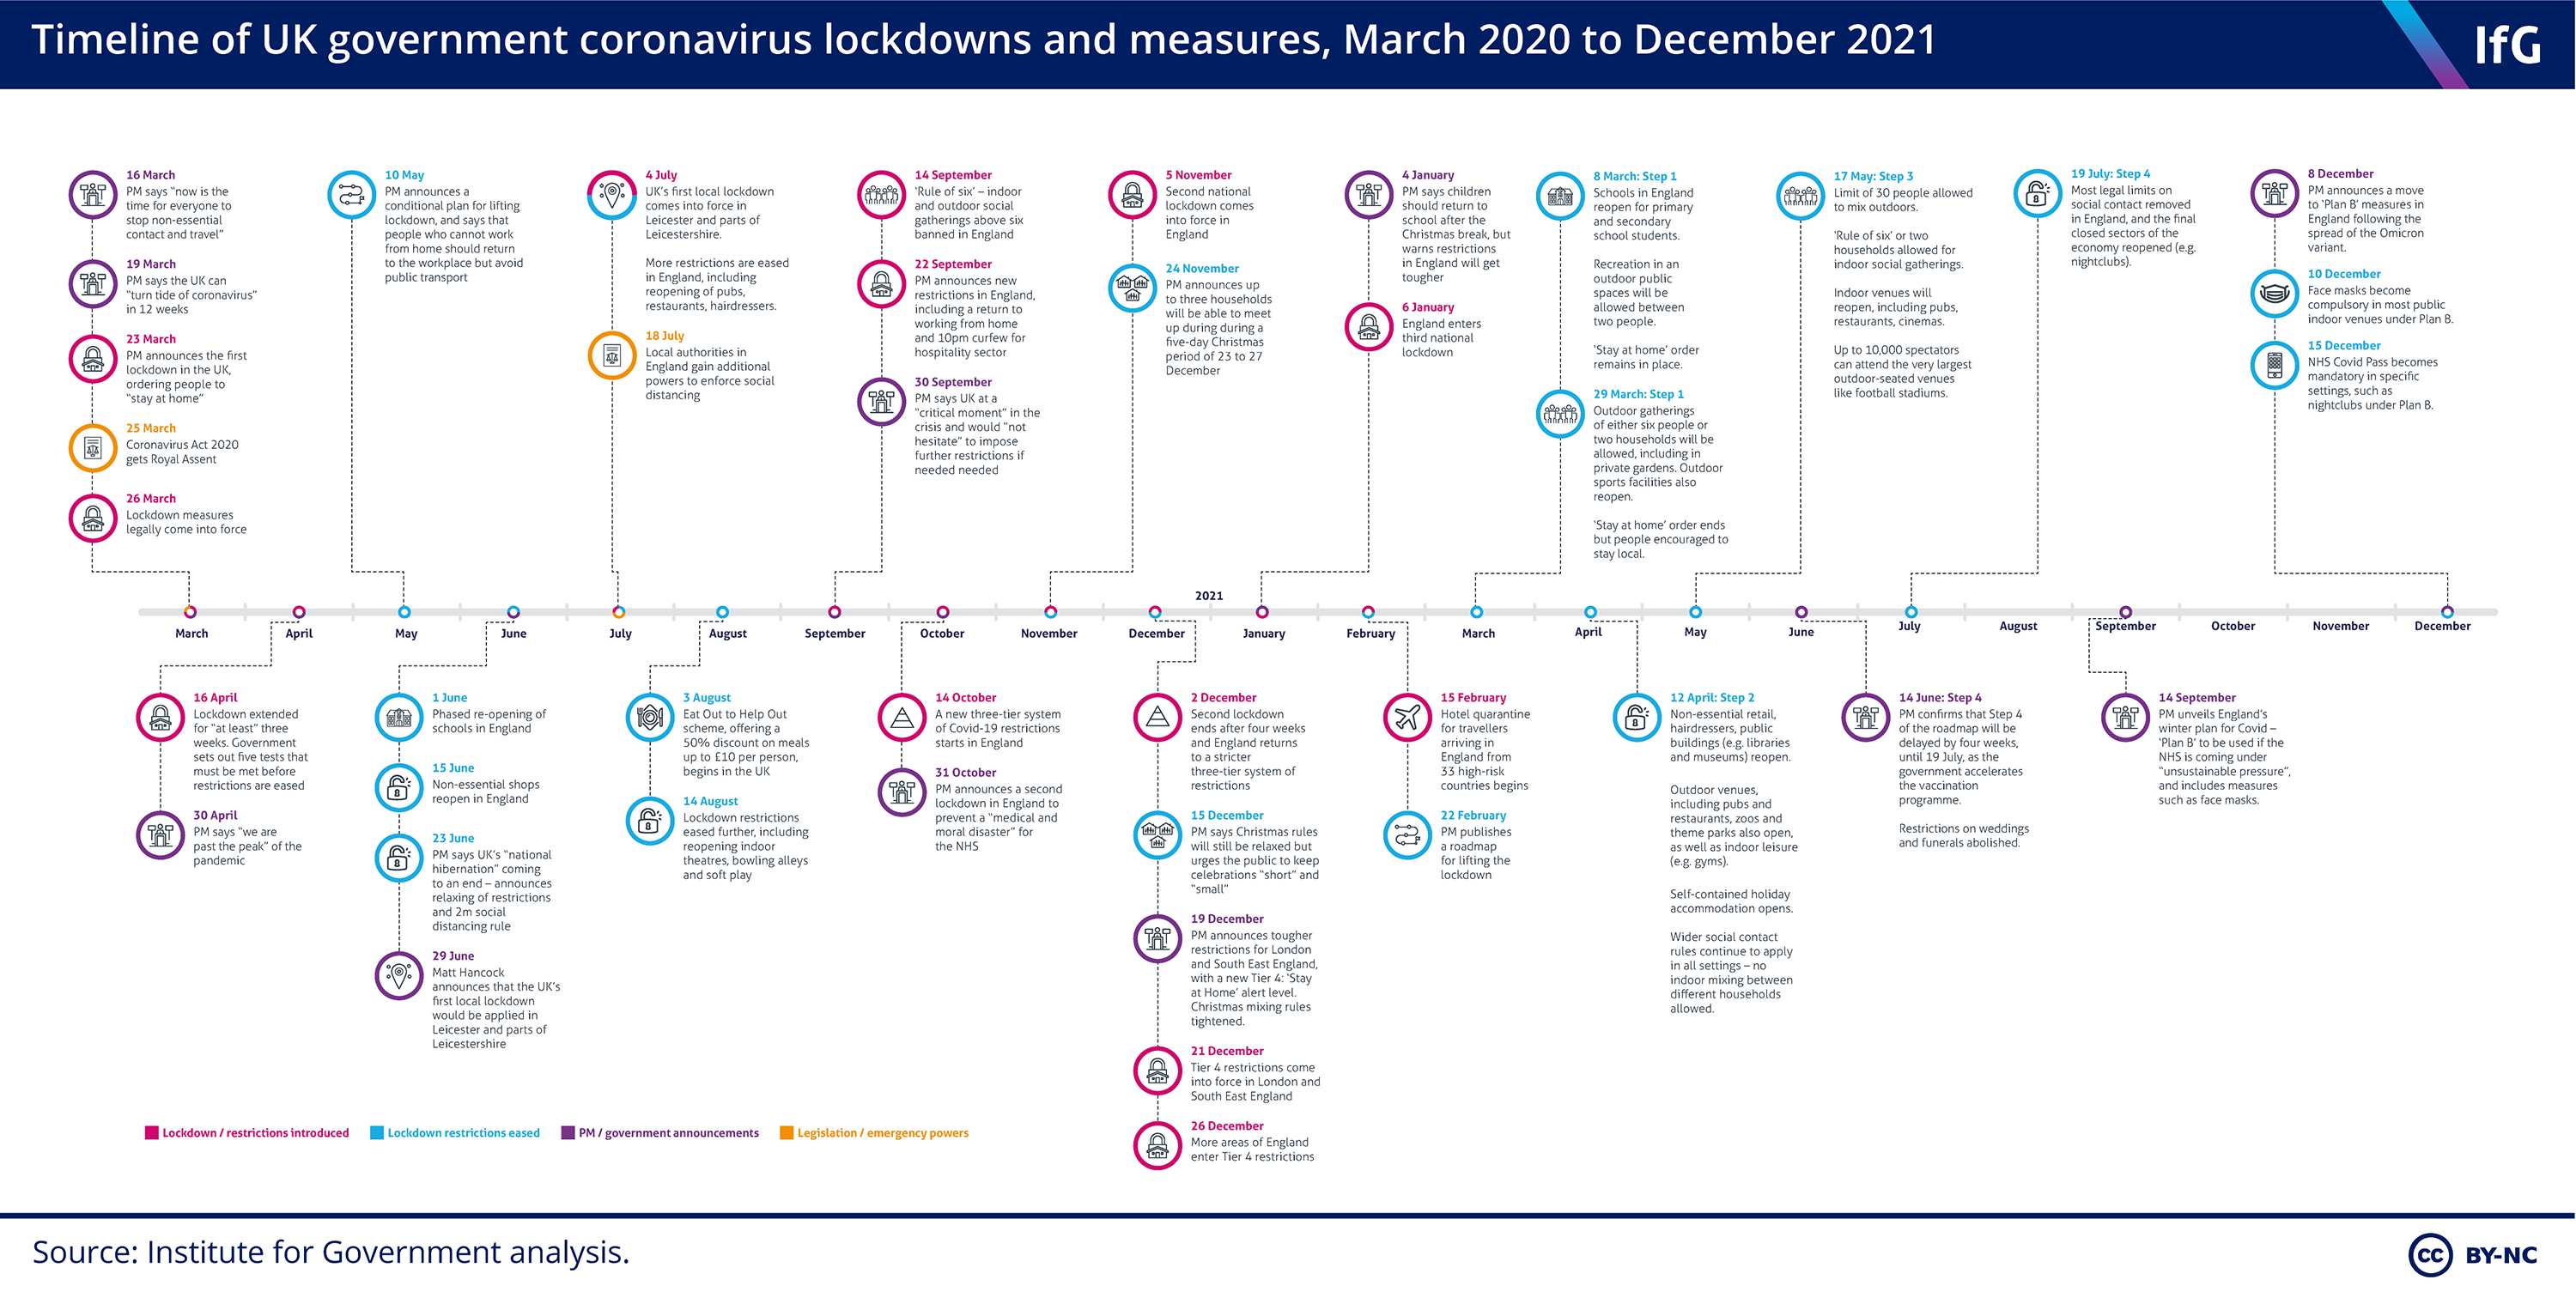 Timeline of UK government coronavirus lockdowns and measures, March 2020 to December 2021
IfG
16 March
PM says “now is the
time for everyone to
stop non-essential
contact and travel”
19 March
PM says the UK can
“turn tide of coronavirus”
in 12 weeks
23 March
PM announces the first
lockdown in the UK,
ordering people to
“stay at home”
25 March
Coronavirus Act 2020
gets Royal Assent
26 March
Lockdown measures
legally come into force
10 May
PM announces a
conditional plan for lifting
lockdown, and says that
people who cannot work
from home should return
to the workplace but avoid
public transport
4 July
UK’s first local lockdown
comes into force in
Leicester and parts of
Leicestershire.
More restrictions are eased
in England, including
reopening of pubs,
restaurants, hairdressers.
18 July
Local authorities in
England gain additional
powers to enforce social
distancing
14 September
‘Rule of six’ – indoor
and outdoor social
gatherings above six
banned in England
22 September
PM announces new
restrictions in England,
including a return to
working from home
and 10pm curfew for
hospitality sector
30 September
PM says UK at a
“critical moment” in the
crisis and would “not
hesitate” to impose
further restrictions if
needed needed
5 November
Second national
lockdown comes
into force in
England
24 November
PM announces up
to three households
will be able to meet
up during during a
five-day Christmas
period of 23 to 27
December
4 January
PM says children
should return to
school after the
Christmas break, but
warns restrictions
in England will get
tougher
6 January
England enters
third national
lockdown
8 March: Step 1
Schools in England
reopen for primary
and secondary
school students.
Recreation in an
outdoor public
spaces will be
allowed between
two people.
‘Stay at home’ order
remains in place.
29 March: Step 1
Outdoor gatherings
of either six people or
two households will be
allowed, including in
private gardens. Outdoor
sports facilities also
reopen.
‘Stay at home’ order ends
but people encouraged to
stay local.
17 May: Step 3
Limit of 30 people allowed
to mix outdoors.
‘Rule of six’ or two
households allowed for
indoor social gatherings.
Indoor venues will
reopen, including pubs,
restaurants, cinemas.
Up to 10,000 spectators
can attend the very largest
outdoor-seated venues
like football stadiums.
19 July: Step 4
Most legal limits on
social contact removed
in England, and the final
closed sectors of the
economy reopened (e.g.
nightclubs).
8 December
PM announces a move
to ‘Plan B’ measures in
England following the
spread of the Omicron
variant.
10 December
Face masks become
compulsory in most public
indoor venues under Plan B.
15 December
NHS Covid Pass becomes
mandatory in specific
settings, such as
nightclubs under Plan B.
2021
March April May June July August September October November December January February March April May June July August September October November December
16 April
Lockdown extended
for “at least” three
weeks. Government
sets out five tests that
must be met before
restrictions are eased
30 April
PM says “we are
past the peak” of the
pandemic
1 June
Phased re-opening of
schools in England
15 June
Non-essential shops
reopen in England
23 June
PM says UK’s “national
hibernation” coming
to an end – announces
relaxing of restrictions
and 2m social
distancing rule
29 June
Matt Hancock
announces that the UK’s
first local lockdown
would be applied in
Leicester and parts of
Leicestershire
3 August
Eat Out to Help Out
scheme, offering a
50% discount on meals
up to £10 per person,
begins in the UK
14 August
Lockdown restrictions
eased further, including
reopening indoor
theatres, bowling alleys
and soft play
14 October
A new three-tier system
of Covid-19 restrictions
starts in England
31 October
PM announces a second
lockdown in England to
prevent a “medical and
moral disaster” for
the NHS
2 December
Second lockdown
ends after four weeks
and England returns
to a stricter
three-tier system of
restrictions
15 December
PM says Christmas rules
will still be relaxed but
urges the public to keep
celebrations “short” and
“small”
19 December
PM announces tougher
restrictions for London
and South East England,
with a new Tier 4: ‘Stay
at Home’ alert level.
Christmas mixing rules
tightened.
21 December
Tier 4 restrictions come
into force in London and
South East England
26 December
More areas of England
enter Tier 4 restrictions
15 February
Hotel quarantine
for travellers
arriving in
England from
33 high-risk
countries begins
22 February
PM publishes
a roadmap
for lifting the
lockdown
12 April: Step 2
Non-essential retail,
hairdressers, public
buildings (e.g. libraries
and museums) reopen.
Outdoor venues,
including pubs and
restaurants, zoos and
theme parks also open,
as well as indoor leisure
(e.g. gyms).
Self-contained holiday
accommodation opens.
Wider social contact
rules continue to apply
in all settings – no
indoor mixing between
different households
allowed.
14 June: Step 4
PM confirms that Step 4
of the roadmap will be
delayed by four weeks,
until 19 July, as the
government accelerates
the vaccination
programme.
Restrictions on weddings
and funerals abolished.
14 September
PM unveils England’s
winter plan for Covid –
‘Plan B’ to be used if the
NHS is coming under
“unsustainable pressure”,
and includes measures
such as face masks.
Lockdown / restrictions introduced
Lockdown restrictions eased
PM / government announcements
Legislation / emergency powers
Source: Institute for Government analysis.
cc BY-NC